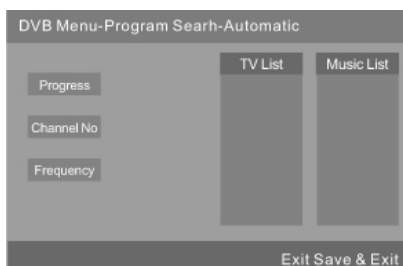 DVB Menu-Program Searh-Automatic
TV List Music List
Progress
Channel No
Frequency
Exit Save & Exit